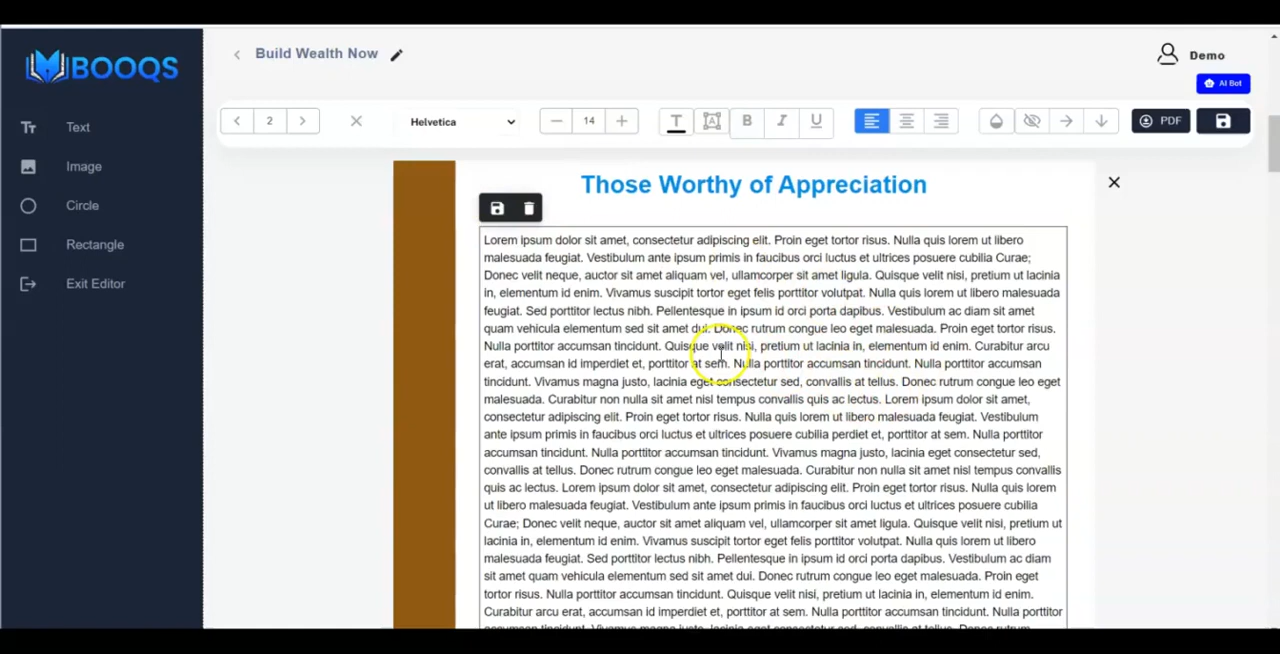 BOOQS
Build Wealth Now
Demo
AI Bot
2
Helvetica
14
T
A
B
I
U
PDF
Text
Image
Circle
Rectangle
Exit Editor
Those Worthy of Appreciation
Lorem ipsum dolor sit amet, consectetur adipiscing elit. Proin eget tortor risus. Nulla quis lorem ut libero
malesuada feugiat. Vestibulum ante ipsum primis in faucibus orci luctus et ultrices posuere cubilia Curae;
Donec velit neque, auctor sit amet aliquam vel, ullamcorper sit amet ligula. Quisque velit nisi, pretium ut lacinia
in, elementum id enim. Vivamus suscipit tortor eget felis porttitor volutpat. Nulla quis lorem ut libero malesuada
feugiat. Sed porttitor lectus nibh. Pellentesque in ipsum id orci porta dapibus. Vestibulum ac diam sit amet
quam vehicula elementum sed sit amet dui. Donec rutrum congue leo eget malesuada. Proin eget tortor risus.
Nulla porttitor accumsan tincidunt. Quisque velit nisi, pretium ut lacinia in, elementum id enim. Curabitur arcu
erat, accumsan id imperdiet et, porttitor at sem. Nulla porttitor accumsan tincidunt. Nulla porttitor accumsan
tincidunt. Vivamus magna justo, lacinia eget consectetur sed, convallis at tellus. Donec rutrum congue leo eget
malesuada. Curabitur non nulla sit amet nisl tempus convallis quis ac lectus. Lorem ipsum dolor sit amet,
consectetur adipiscing elit. Proin eget tortor risus. Nulla quis lorem ut libero malesuada feugiat. Vestibulum
ante ipsum primis in faucibus orci luctus et ultrices posuere cubilia perdiet et, porttitor at sem. Nulla porttitor
accumsan tincidunt. Nulla porttitor accumsan tincidunt. Vivamus magna justo, lacinia eget consectetur sed,
convallis at tellus. Donec rutrum congue leo eget malesuada. Curabitur non nulla sit amet nisl tempus convallis
quis ac lectus. Lorem ipsum dolor sit amet, consectetur adipiscing elit. Proin eget tortor risus. Nulla quis lorem
ut libero malesuada feugiat. Vestibulum ante ipsum primis in faucibus orci luctus et ultrices posuere cubilia
Curae; Donec velit neque, auctor sit amet aliquam vel, ullamcorper sit amet ligula. Quisque velit nisi, pretium ut
lacinia in, elementum id enim. Vivamus suscipit tortor eget felis porttitor volutpat. Nulla quis lorem ut libero
malesuada feugiat. Sed porttitor lectus nibh. Pellentesque in ipsum id orci porta dapibus. Vestibulum ac diam
sit amet quam vehicula elementum sed sit amet dui. Donec rutrum congue leo eget malesuada. Proin eget
tortor risus. Nulla porttitor accumsan tincidunt. Quisque velit nisi, pretium ut lacinia in, elementum id enim.
Curabitur arcu erat, accumsan id imperdiet et, porttitor at sem. Nulla porttitor accumsan tincidunt. Nulla porttitor